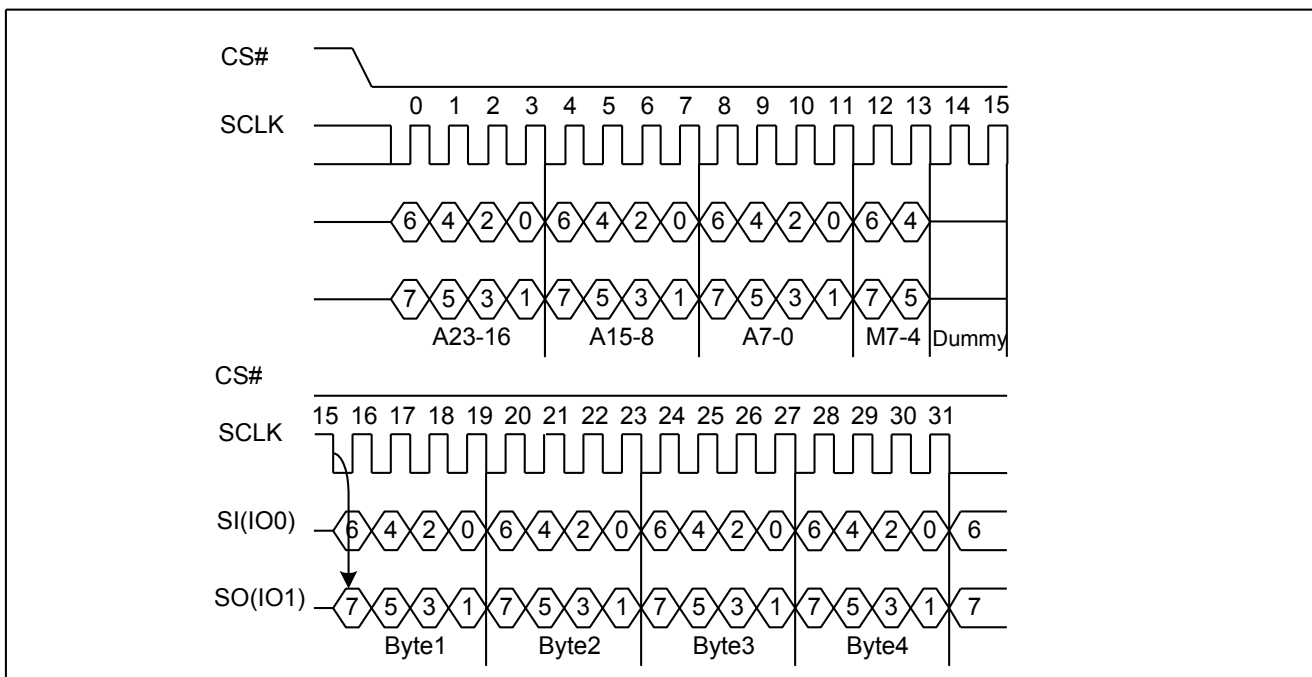 CS#
0 1 2 3 4 5 6 7 8 9 10 11 12 13 14 15
SCLK
6 4 2 0 6 4 2 0 6 4 2 0 6 4
7 5 3 1 7 5 3 1 7 5 3 1 7 5
A23-16 A15-8 A7-0 M7-4 Dummy
CS#
15 16 17 18 19 20 21 22 23 24 25 26 27 28 29 30 31
SCLK
SI(IO0) 6 4 2 0 6 4 2 0 6 4 2 0 6 4 2 0 6
SO(IO1) 7 5 3 1 7 5 3 1 7 5 3 1 7 5 3 1 7
Byte1 Byte2 Byte3 Byte4